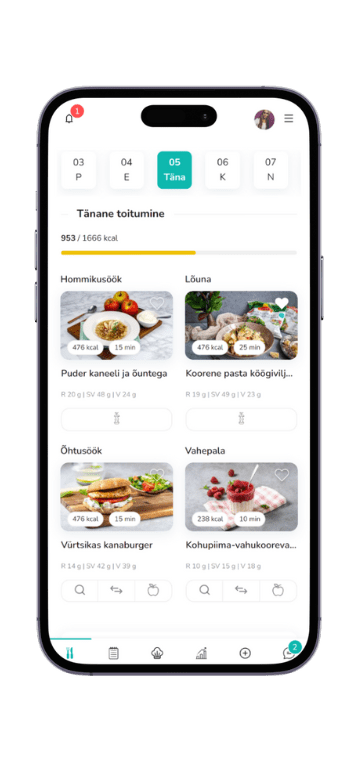 1
03
04
05
06
07
P
E
Täna
K
N
Tänane toitumine
953 / 1666 kcal
Hommikusöök
Lõuna
476 kcal
15 min
476 kcal
25 min
Puder kaneeli ja õuntega
Koorene pasta köögivilj...
R 20 g | SV 48 g | V 24 g
R 19 g | SV 49 g | V 23 g
Õhtusöök
Vahepala
476 kcal
15 min
238 kcal
10 min
Vürtsikas kanaburger
Kohupiima-vahukooreva...
R 14 g | SV 42 g | V 39 g
R 10 g | SV 15 g | V 18 g
2